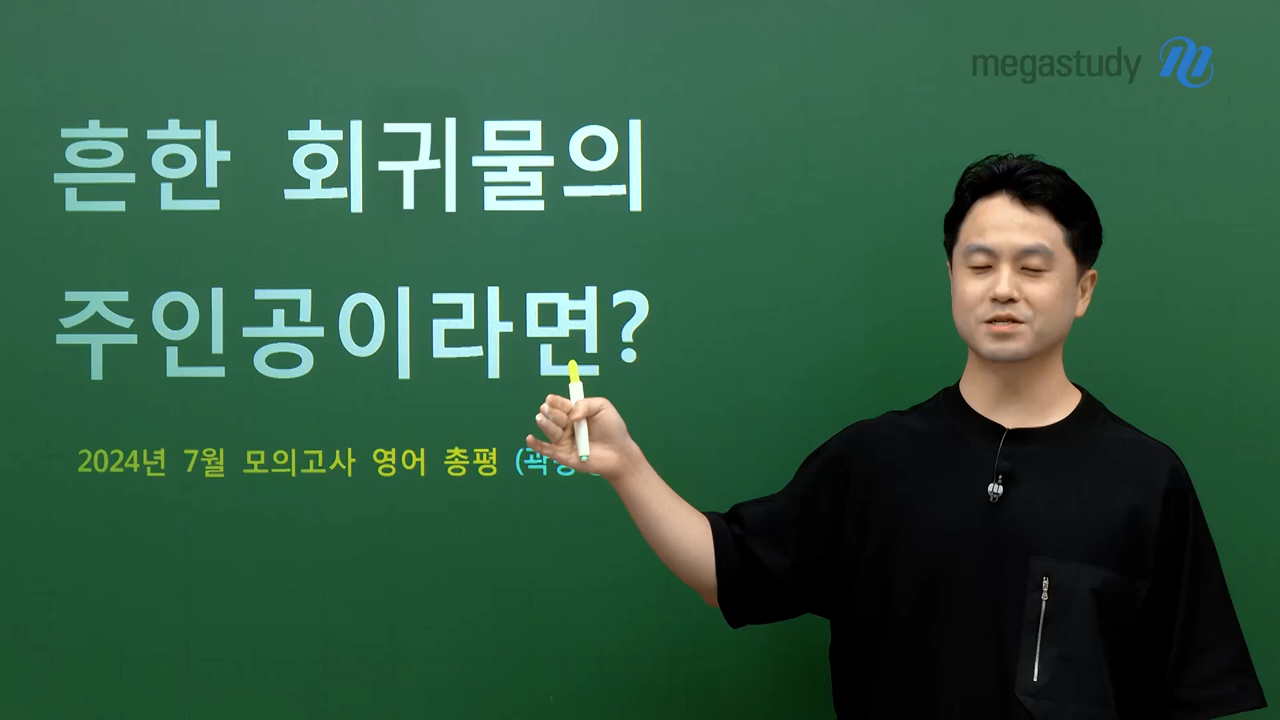 megastudy
흔한 회귀물의
주인공이라면?
2024년 7월 모의고사 영어 총평